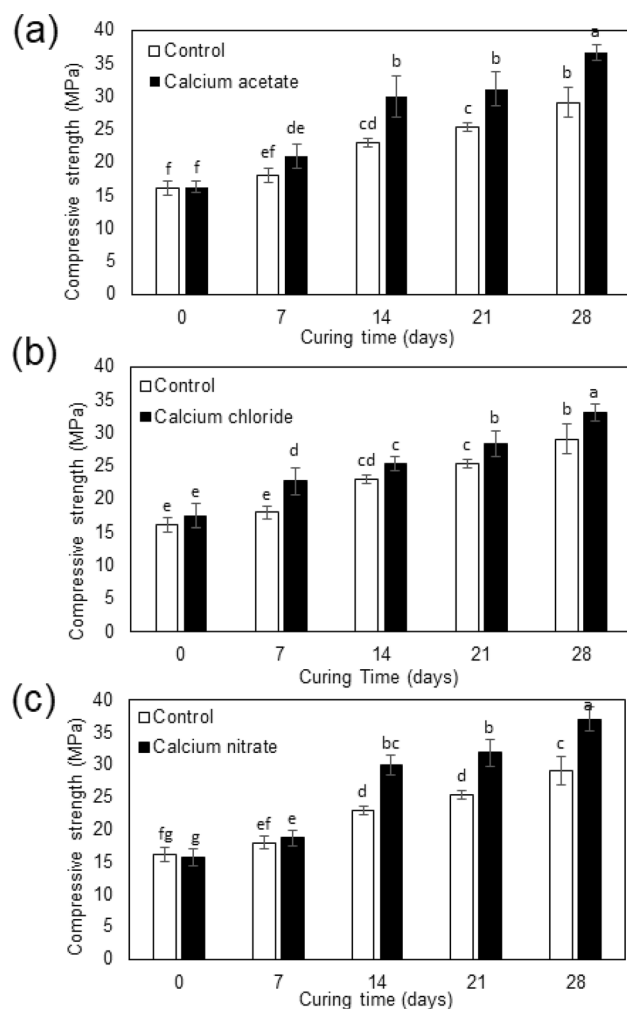 (a)
40
35
30
25
20
15
10
5
0
Compressive strength (MPa)
Control
Calcium acetate
f f ef de cd b c b b a
0 7 14 21 28
Curing time (days)
(b)
40
35
30
25
20
15
10
5
0
Compressive strength (MPa)
Control
Calcium chloride
e e e d cd c c b b a
0 7 14 21 28
Curing Time (days)
(c)
40
35
30
25
20
15
10
5
0
Compressive strength (MPa)
Control
Calcium nitrate
fg g ef e d bc d b c a
0 7 14 21 28
Curing time (days)